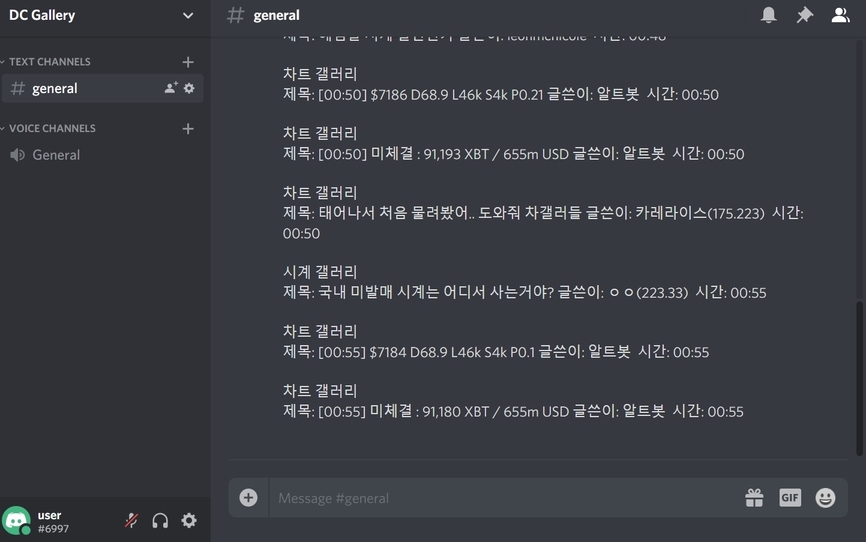 DC Gallery
# general
TEXT CHANNELS
# general
VOICE CHANNELS
General
차트 갤러리
제목: [00:50] $7186 D68.9 L46k S4k P0.21 글쓴이: 알트봇 시간: 00:50
차트 갤러리
제목: [00:50] 미체결 : 91,193 XBT / 655m USD 글쓴이: 알트봇 시간: 00:50
차트 갤러리
제목: 태어나서 처음 물려봤어.. 도와줘 차갤러들 글쓴이: 카레라이스(175.223) 시간:
00:50
시계 갤러리
제목: 국내 미발매 시계는 어디서 사는거야? 글쓴이: ㅇㅇ(223.33) 시간: 00:55
차트 갤러리
제목: [00:55] $7184 D68.9 L46k S4k P0.1 글쓴이: 알트봇 시간: 00:55
차트 갤러리
제목: [00:55] 미체결 : 91,180 XBT / 655m USD 글쓴이: 알트봇 시간: 00:55
Message #general
GIF
user
#6997